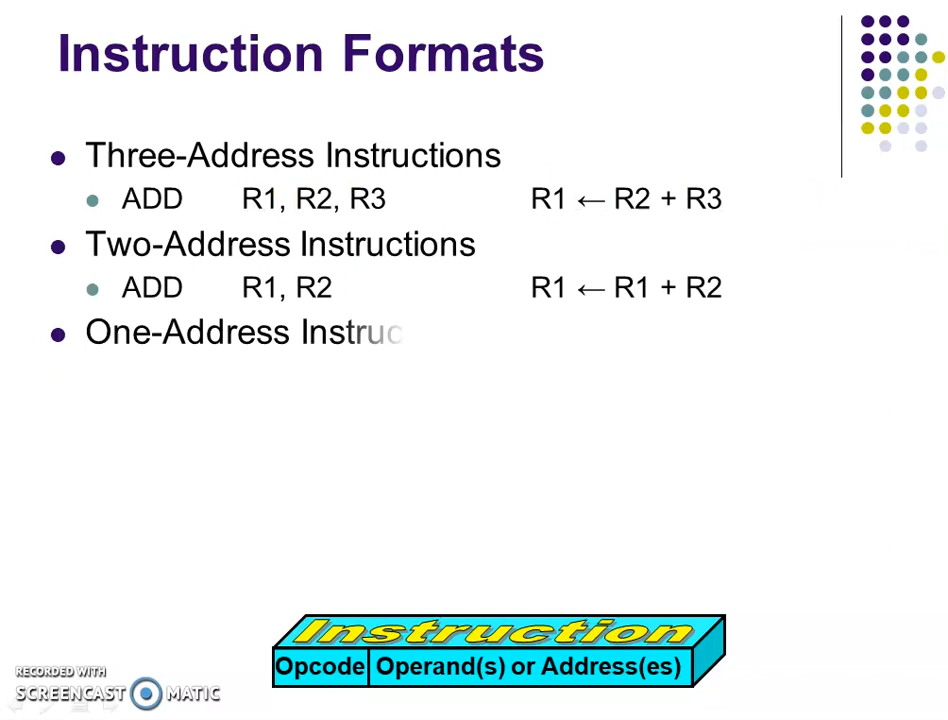 Instruction Formats
Three-Address Instructions
ADD R1, R2, R3 R1 ← R2 + R3
Two-Address Instructions
ADD R1, R2 R1 ← R1 + R2
One-Address Instruc
Instruction
Opcode Operand(s) or Address(es)
RECORDED WITH
SCREENCAST MATIC